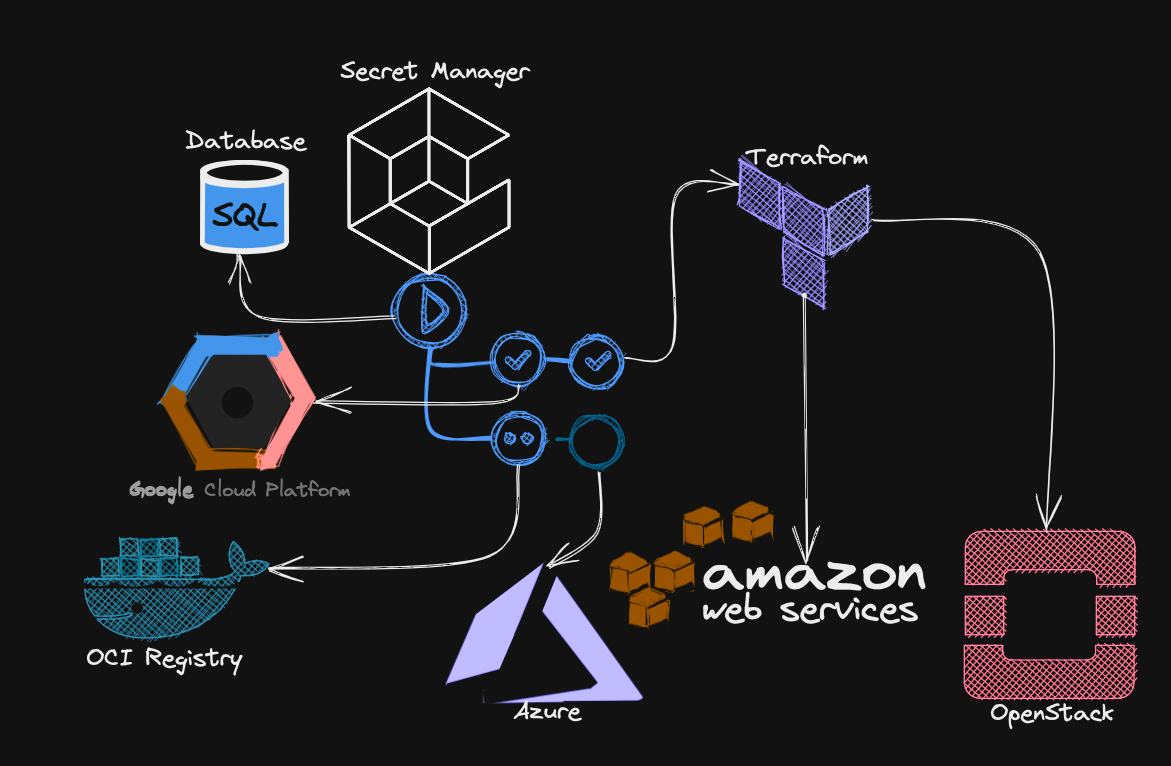 Secret Manager
Database
SQL
Terraform
Google Cloud Platform
OCI Registry
amazon
web services
Azure
OpenStack